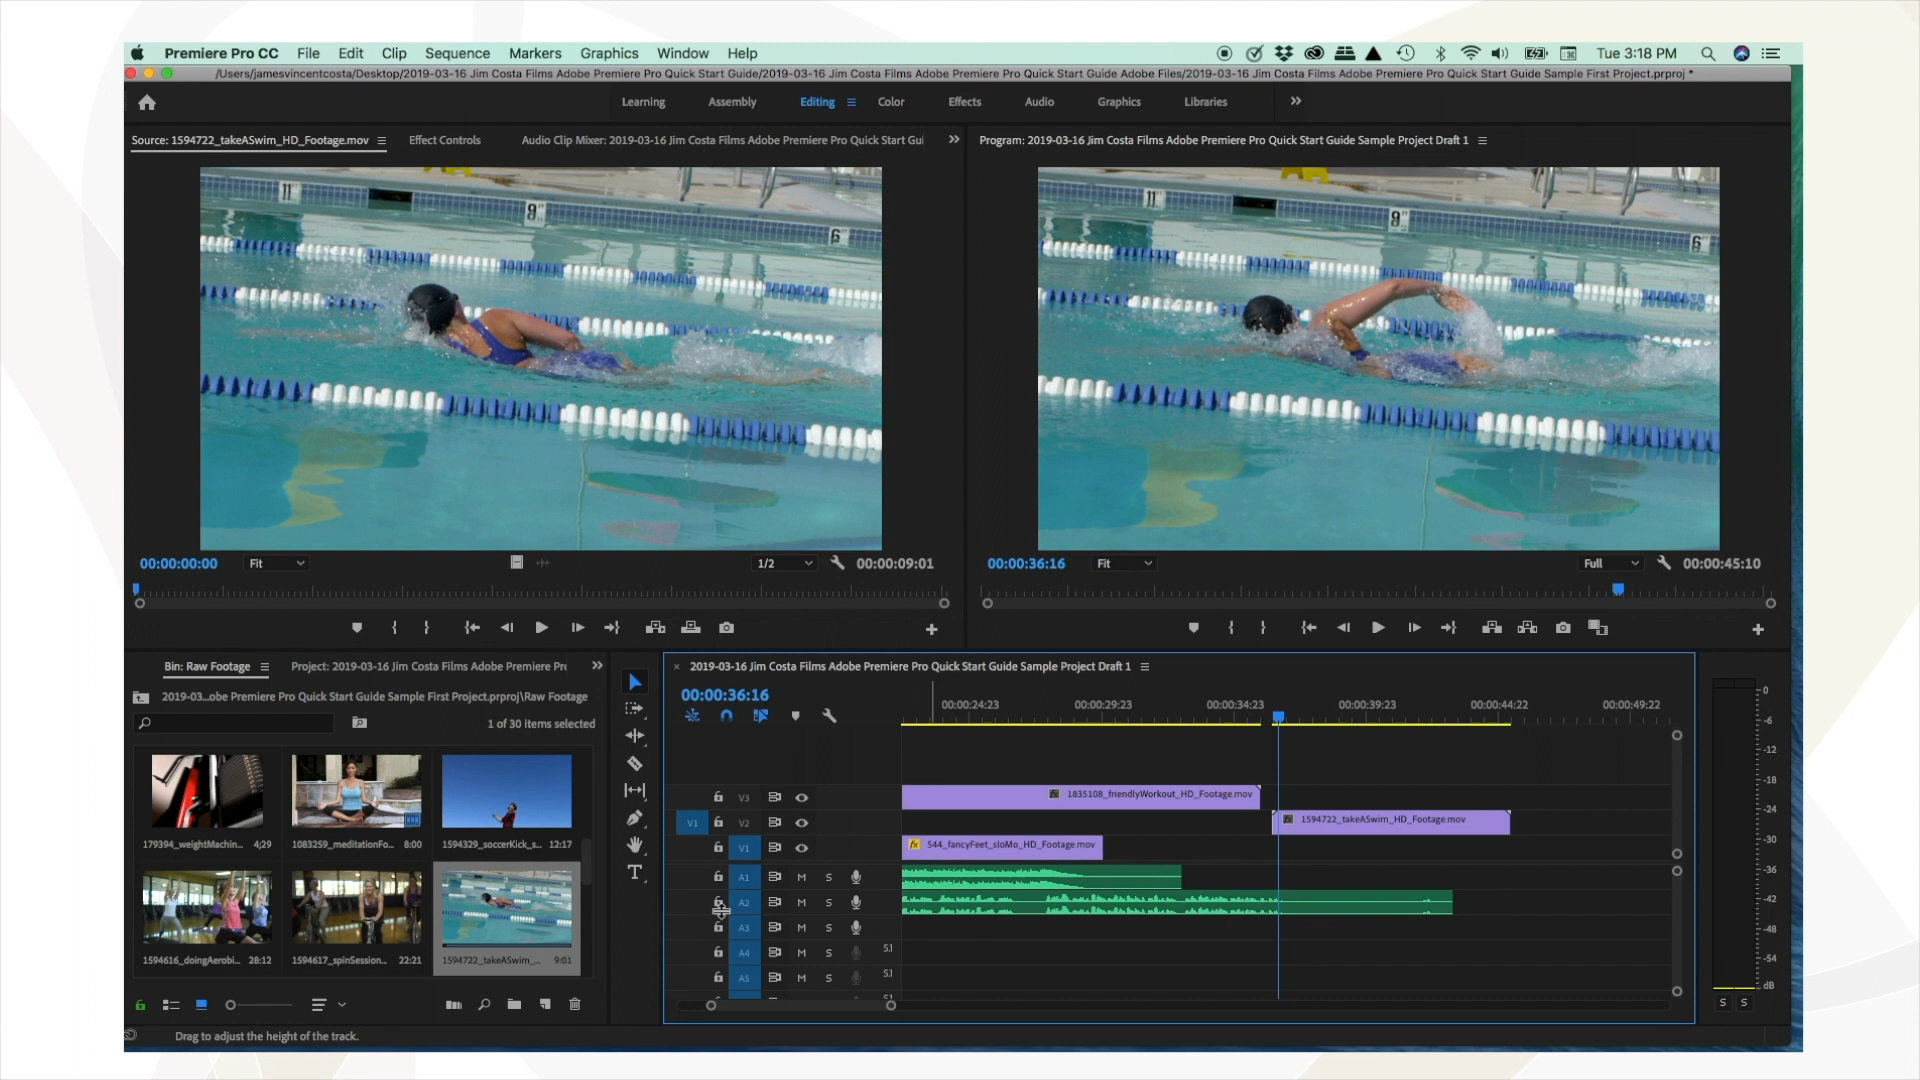 Premiere Pro CC File Edit Clip Sequence Markers Graphics Window Help Tue 3:18 PM
/Users/jamesvincentcosta/Desktop/2019-03-16 Jim Costa Films Adobe Premiere Pro Quick Start Guide/2019-03-16 Jim Costa Films Adobe Premiere Pro Quick Start Guide Adobe Files/2019-03-16 Jim Costa Films Adobe Premiere Pro Quick Start Guide Sample First Project.prproj *
Learning Assembly Editing Color Effects Audio Graphics Libraries
Source: 1594722_takeASwim_HD_Footage.mov Effect Controls Audio Clip Mixer: 2019-03-16 Jim Costa Films Adobe Premiere Pro Quick Start Gui
Program: 2019-03-16 Jim Costa Films Adobe Premiere Pro Quick Start Guide Sample Project Draft 1
11" 9" 6"
11" 9" 6"
00:00:00:00 Fit 1/2 00:00:09:01
00:00:36:16 Fit Full 00:00:45:10
Bin: Raw Footage Project: 2019-03-16 Jim Costa Films Adobe Premiere Pr
2019-03...obe Premiere Pro Quick Start Guide Sample First Project.prproj\Raw Footage
1 of 30 items selected
179394_weightMachin... 4;29 1083259_meditationFo... 8:00 1594329_soccerKick_s... 12:17
1594616_doingAerobi... 28:12 1594617_spinSession... 22:21 1594722_takeASwim_... 9:01
2019-03-16 Jim Costa Films Adobe Premiere Pro Quick Start Guide Sample Project Draft 1
00:00:36:16
00:00:24:23 00:00:29:23 00:00:34:23 00:00:39:23 00:00:44:22 00:00:49:22
V3 1835108_friendlyWorkout_HD_Footage.mov
V1 V2 1594722_takeASwim_HD_Footage.mov
V1 fx 544_fancyFeet_sloMo_HD_Footage.mov
A1 M S
A2 M S
A3 M S
A4 M S 5.1
A5 M S 5.1
5.1
0
-6
-12
-18
-24
-30
-36
-42
-48
-54
dB
S S
Drag to adjust the height of the track.